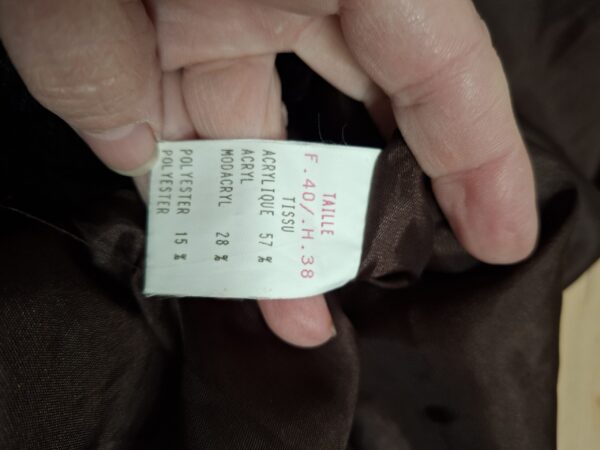 TAILLE
F.40/.H.38
TISSU
ACRYLIQUE 57 %
ACRYL
MODACRYL 28 %
POLYESTER 15 %
POLYESTER